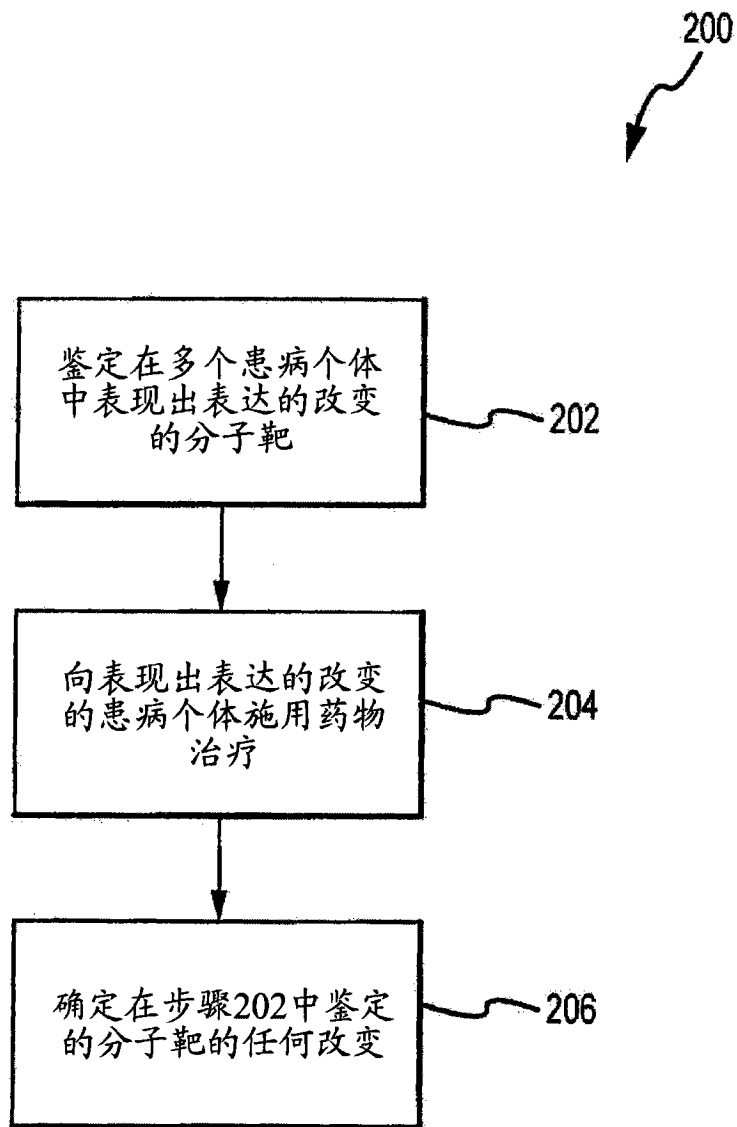 200
鉴定在多个患病个体
中表现出表达的改变
的分子靶
202
向表现出表达的改变
的患病个体施用药物
治疗
204
确定在步骤202中鉴定
的分子靶的任何改变
206